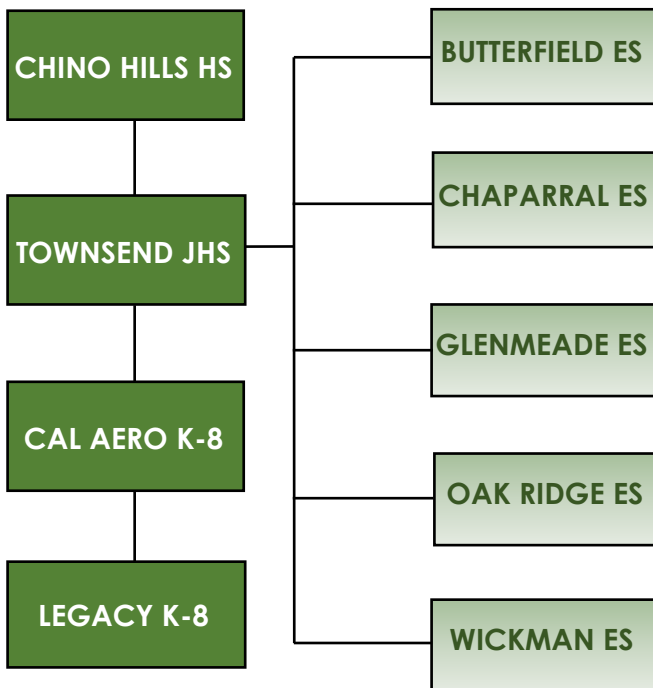 CHINO HILLS HS
TOWNSEND JHS
CAL AERO K-8
LEGACY K-8
BUTTERFIELD ES
CHAPARRAL ES
GLENMEADE ES
OAK RIDGE ES
WICKMAN ES